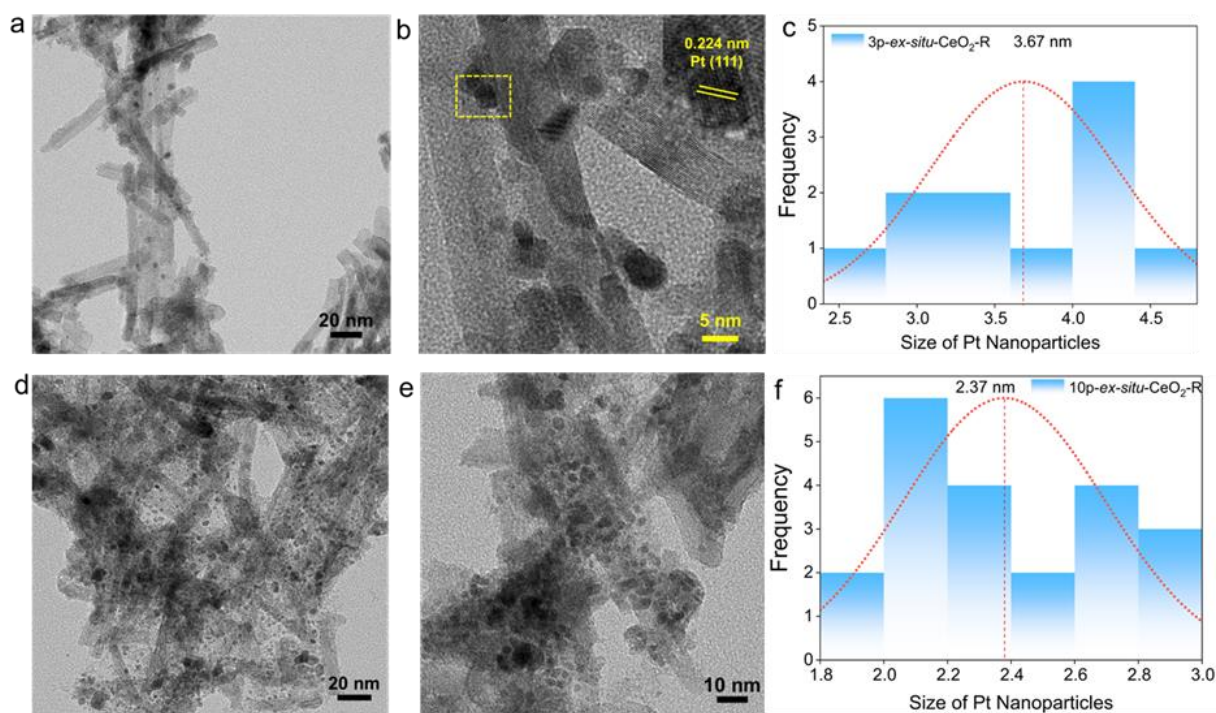 a
20 nm
b
0.224 nm
Pt (111)
5 nm
c
3p-ex-situ-CeO₂-R 3.67 nm
Frequency
5
4
3
2
1
0
2.5 3.0 3.5 4.0 4.5
Size of Pt Nanoparticles
d
20 nm
e
10 nm
f
2.37 nm 10p-ex-situ-CeO₂-R
Frequency
6
5
4
3
2
1
0
1.8 2.0 2.2 2.4 2.6 2.8 3.0
Size of Pt Nanoparticles